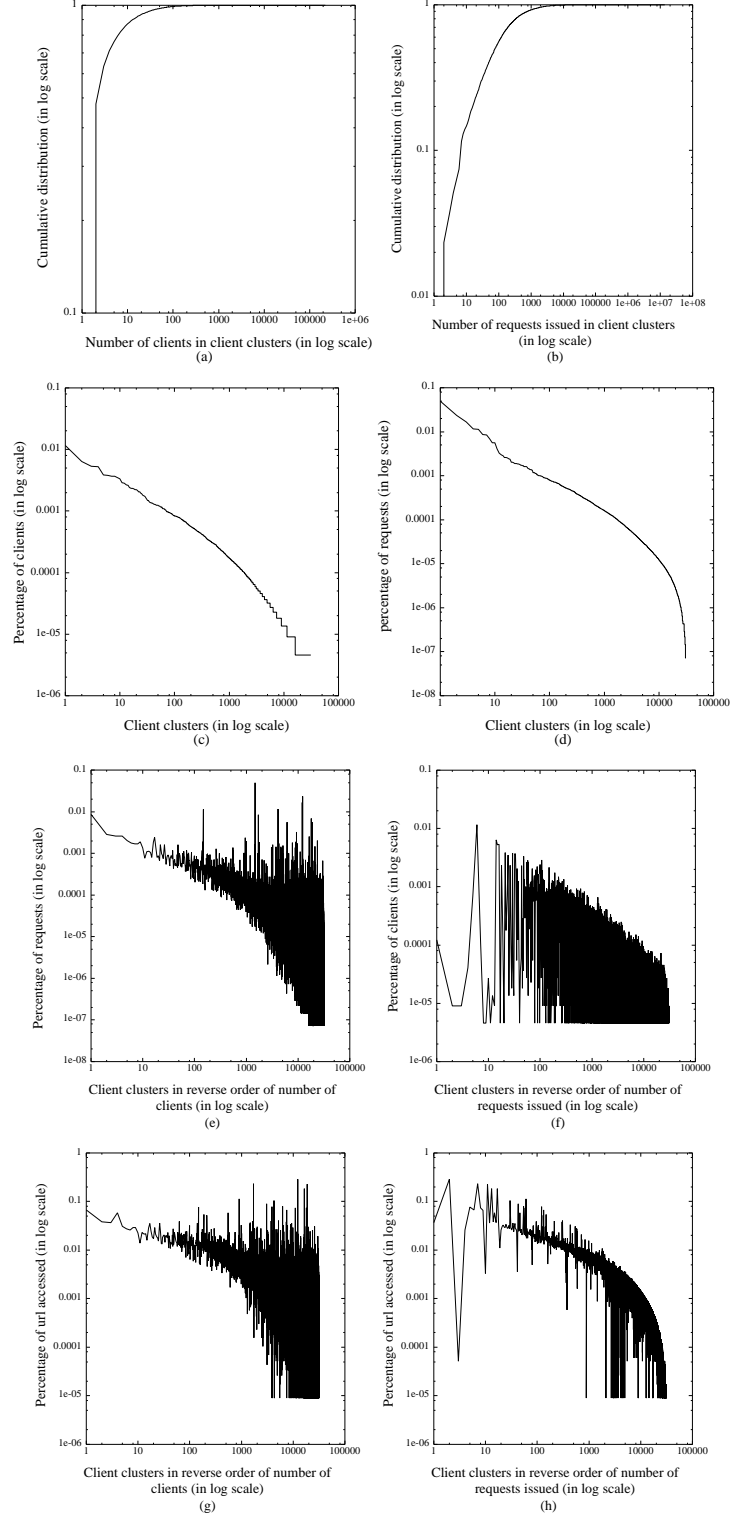 1
0.1
Cumulative distribution (in log scale)
1 10 100 1000 10000 100000 1e+06
Number of clients in client clusters (in log scale)
(a)
1
0.1
0.01
Cumulative distribution (in log scale)
1 10 100 1000 10000 100000 1e+06 1e+07 1e+08
Number of requests issued in client clusters
(in log scale)
(b)
0.1
0.01
0.001
0.0001
1e-05
1e-06
Percentage of clients (in log scale)
1 10 100 1000 10000 100000
Client clusters (in log scale)
(c)
0.1
0.01
0.001
0.0001
1e-05
1e-06
1e-07
1e-08
percentage of requests (in log scale)
1 10 100 1000 10000 100000
Client clusters (in log scale)
(d)
0.1
0.01
0.001
0.0001
1e-05
1e-06
1e-07
1e-08
Percentage of requests (in log scale)
1 10 100 1000 10000 100000
Client clusters in reverse order of number of
clients (in log scale)
(e)
0.1
0.01
0.001
0.0001
1e-05
1e-06
Percentage of clients (in log scale)
1 10 100 1000 10000 100000
Client clusters in reverse order of number of
requests issued (in log scale)
(f)
1
0.1
0.01
0.001
0.0001
1e-05
1e-06
Percentage of url accessed (in log scale)
1 10 100 1000 10000 100000
Client clusters in reverse order of number of
clients (in log scale)
(g)
1
0.1
0.01
0.001
0.0001
1e-05
1e-06
Percentage of url accessed (in log scale)
1 10 100 1000 10000 100000
Client clusters in reverse order of number of
requests issued (in log scale)
(h)